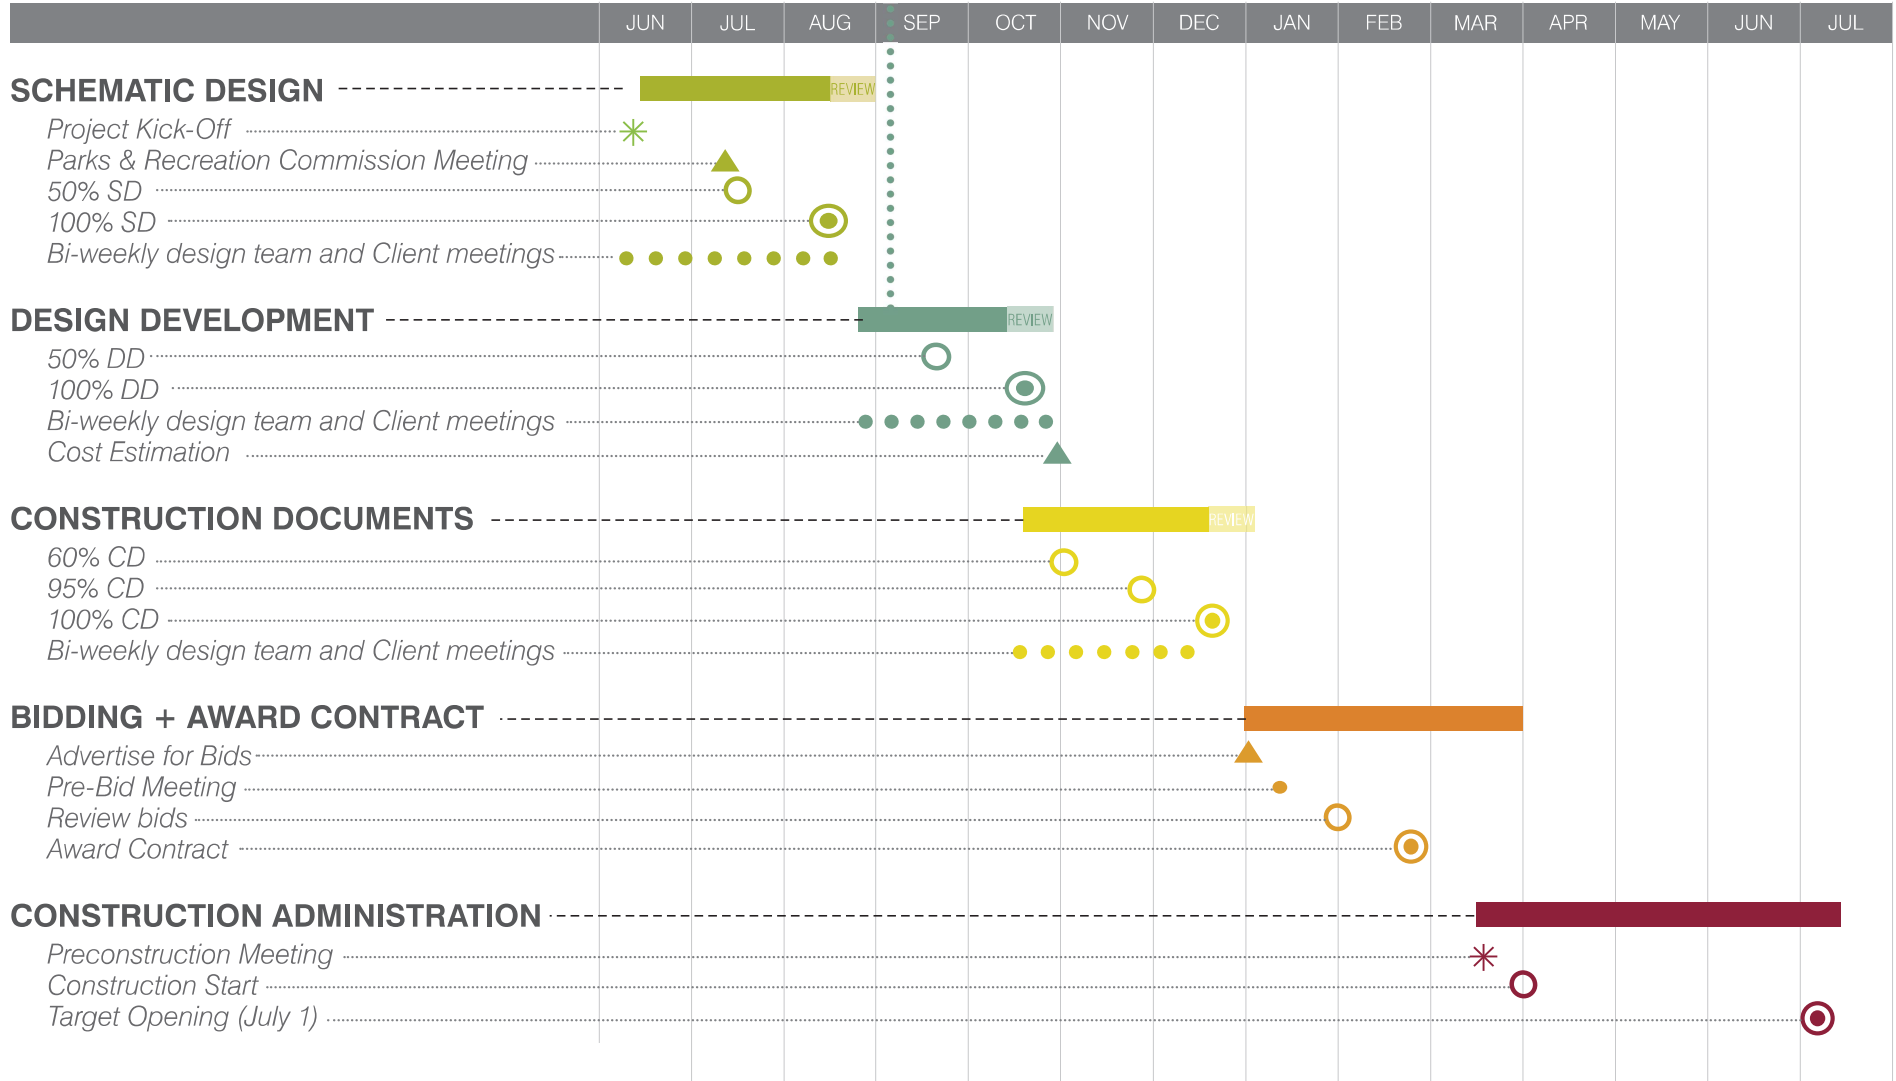 JUN JUL AUG SEP OCT NOV DEC JAN FEB MAR APR MAY JUN JUL
SCHEMATIC DESIGN REVIEW
Project Kick-Off
Parks & Recreation Commission Meeting
50% SD
100% SD
Bi-weekly design team and Client meetings
DESIGN DEVELOPMENT REVIEW
50% DD
100% DD
Bi-weekly design team and Client meetings
Cost Estimation
CONSTRUCTION DOCUMENTS REVIEW
60% CD
95% CD
100% CD
Bi-weekly design team and Client meetings
BIDDING + AWARD CONTRACT
Advertise for Bids
Pre-Bid Meeting
Review bids
Award Contract
CONSTRUCTION ADMINISTRATION
Preconstruction Meeting
Construction Start
Target Opening (July 1)